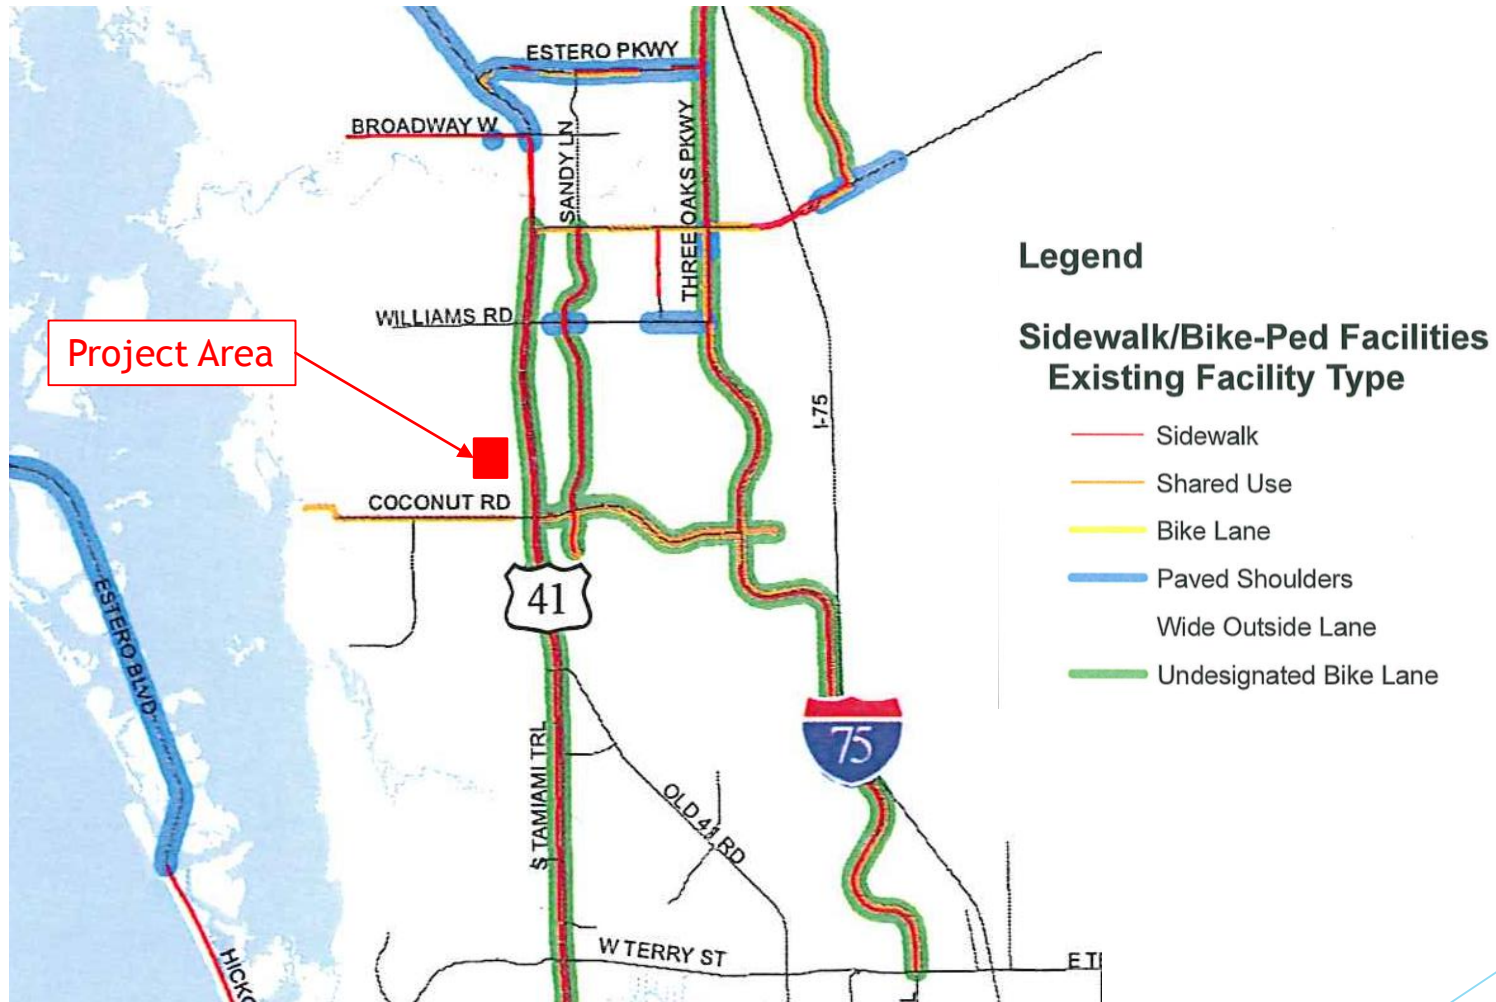 ESTERO PKWY
BROADWAY W
SANDY LN
THREE OAKS PKWY
WILLIAMS RD
Project Area
I-75
COCONUT RD
41
ESTERO BLVD
75
S TAMIAMI TRL
OLD 41 RD
W TERRY ST
Legend
Sidewalk/Bike-Ped Facilities
Existing Facility Type
Sidewalk
Shared Use
Bike Lane
Paved Shoulders
Wide Outside Lane
Undesignated Bike Lane